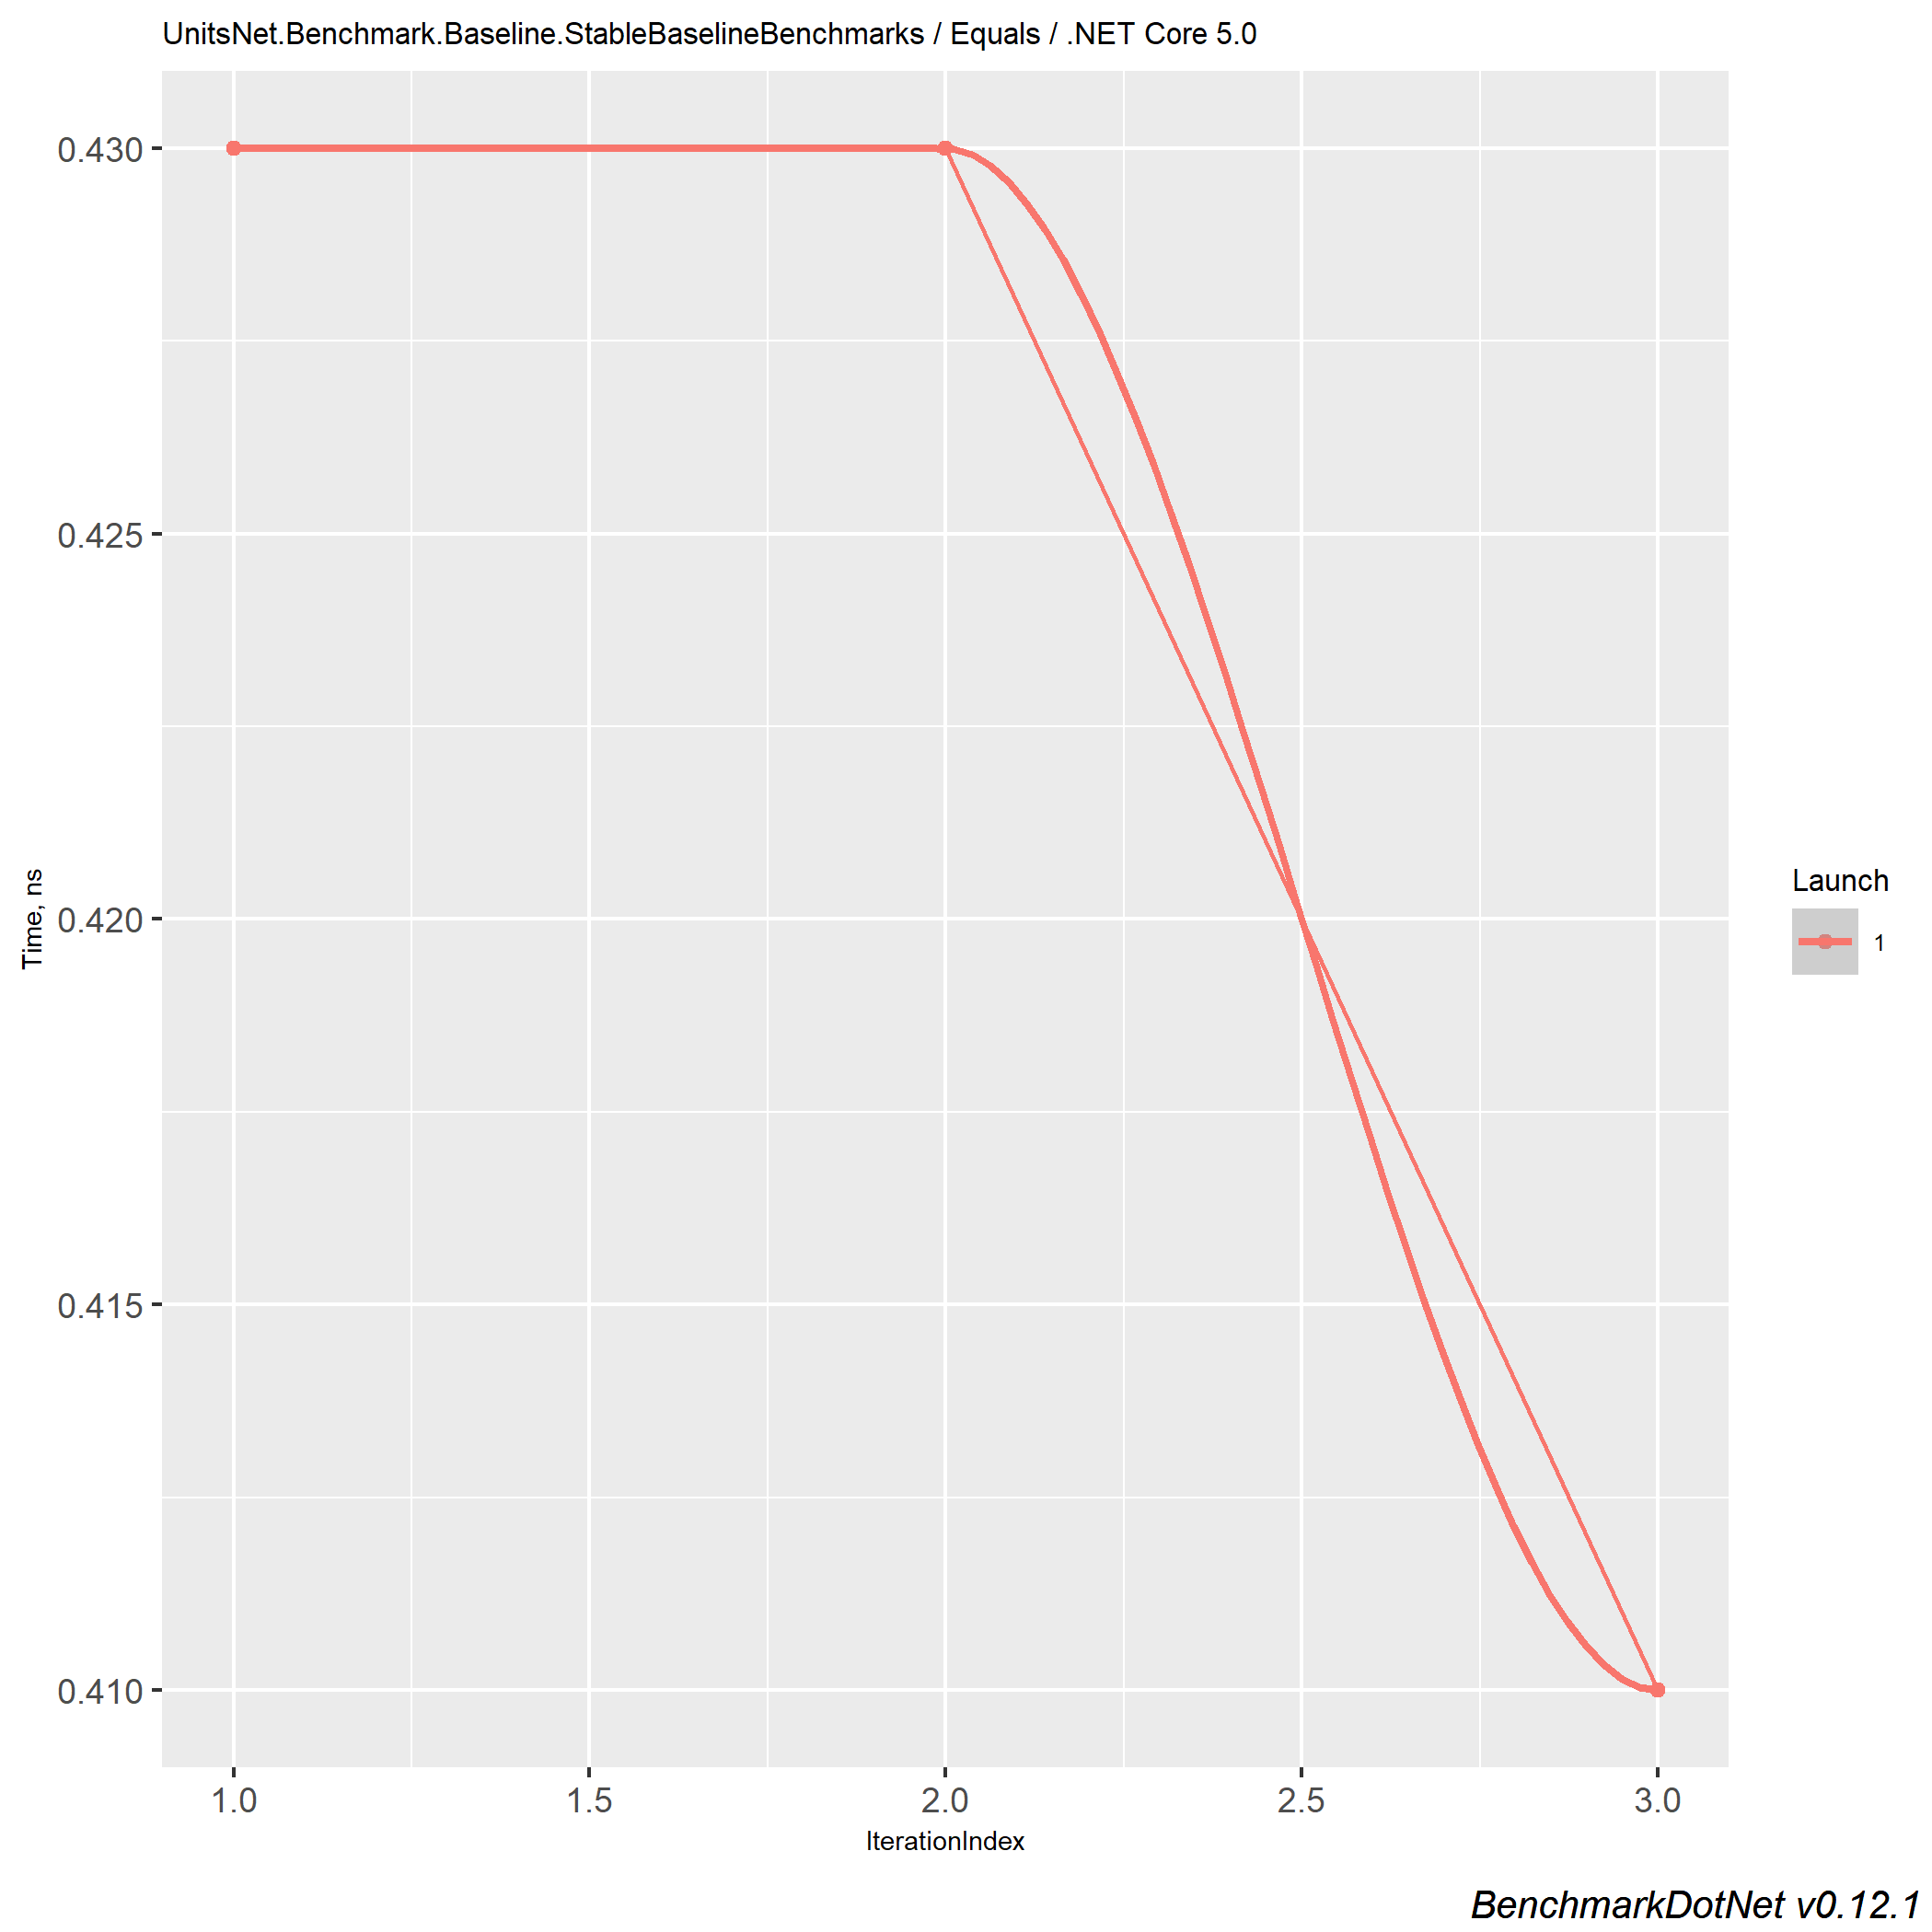 UnitsNet.Benchmark.Baseline.StableBaselineBenchmarks / Equals / .NET Core 5.0
Time, ns
0.430
0.425
0.420
0.415
0.410
1.0 1.5 2.0 2.5 3.0
IterationIndex
Launch
1
BenchmarkDotNet v0.12.1